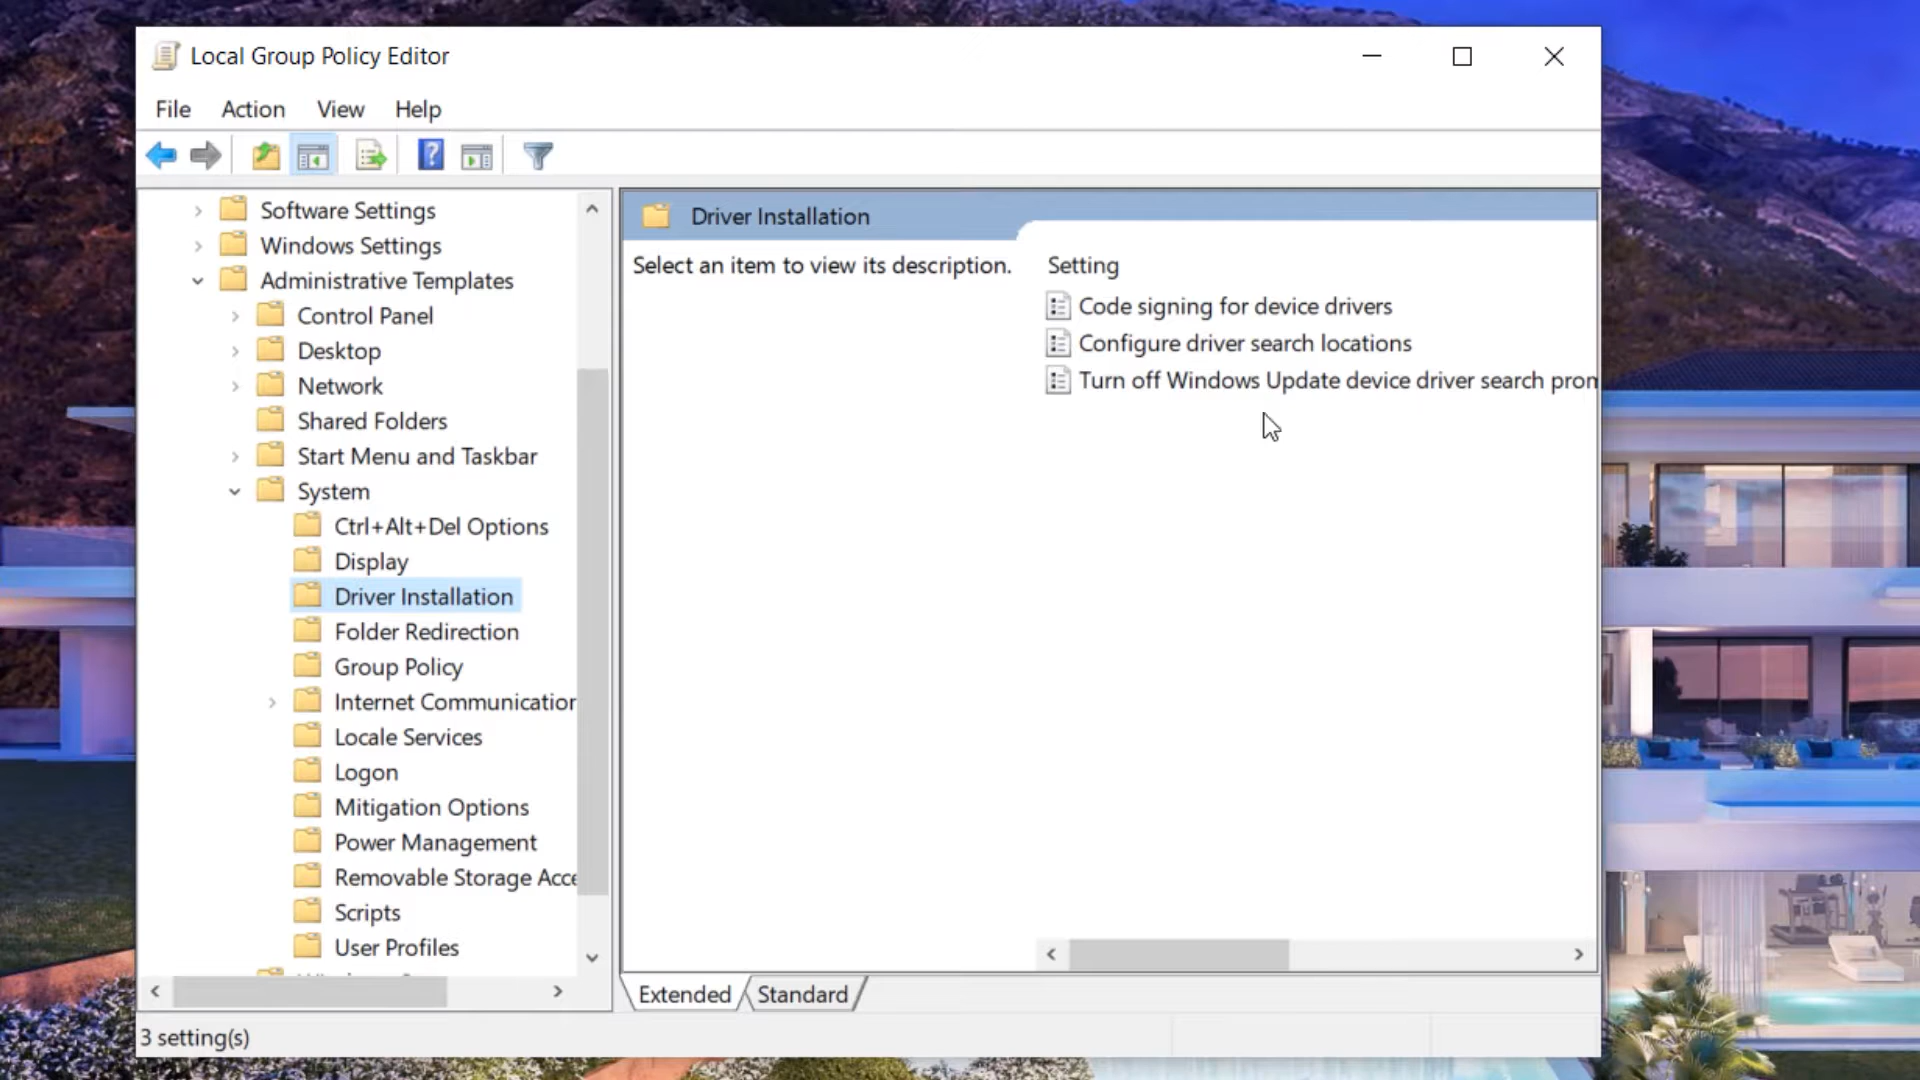 Local Group Policy Editor
File Action View Help
Software Settings
Windows Settings
Administrative Templates
Control Panel
Desktop
Network
Shared Folders
Start Menu and Taskbar
System
Ctrl+Alt+Del Options
Display
Driver Installation
Folder Redirection
Group Policy
Internet Communication
Locale Services
Logon
Mitigation Options
Power Management
Removable Storage Acce
Scripts
User Profiles
Driver Installation
Select an item to view its description.
Setting
Code signing for device drivers
Configure driver search locations
Turn off Windows Update device driver search prom
Extended Standard
3 setting(s)